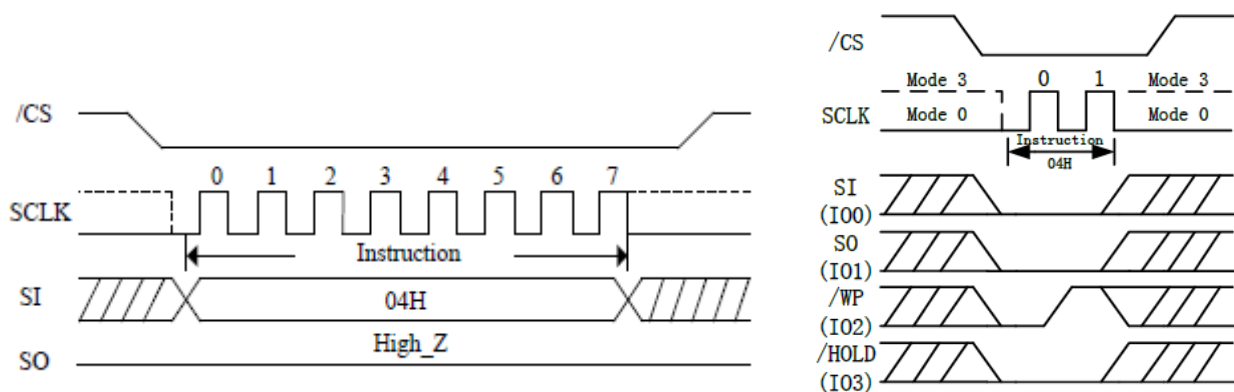 /CS
0 1 2 3 4 5 6 7
SCLK
Instruction
SI
04H
High_Z
SO
/CS
Mode 3 0 1 Mode 3
SCLK Mode 0 Mode 0
Instruction
04H
SI
(IO0)
SO
(IO1)
/WP
(IO2)
/HOLD
(IO3)